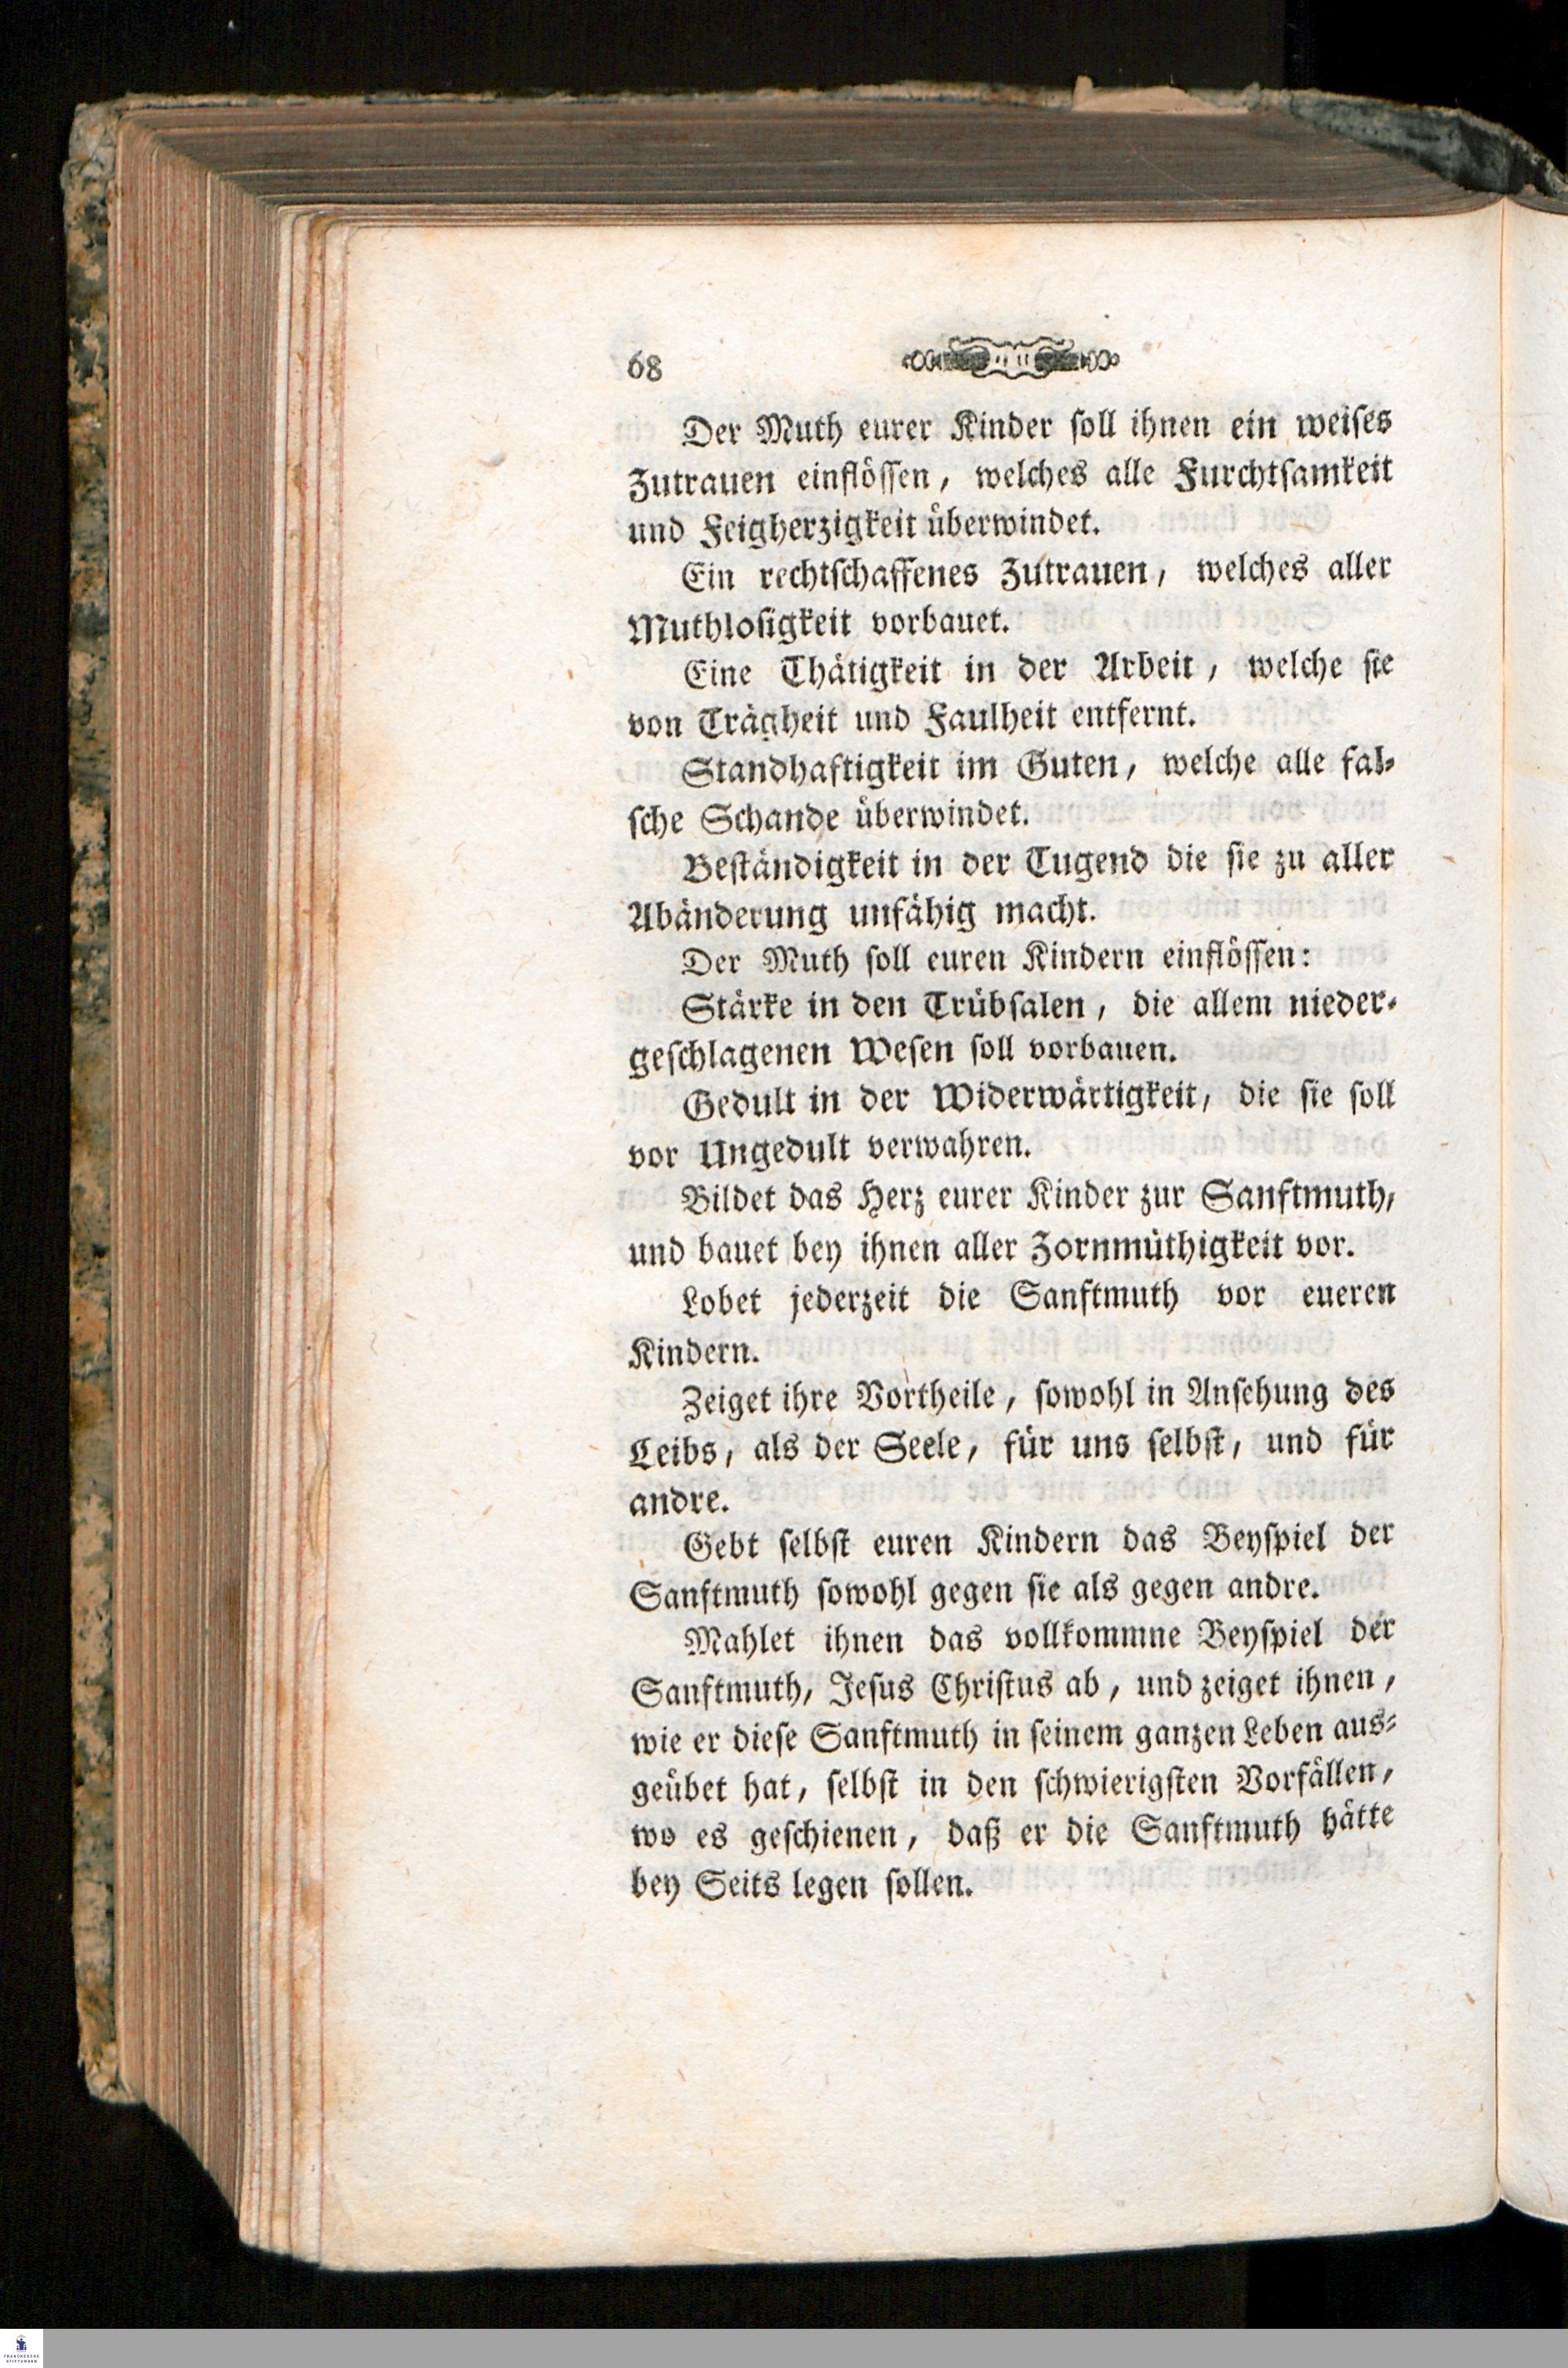 68
Der Muth eurer Kinder ſoll ihnen ein weiſes
Zutrauen einflöſſen, welches alle Furchtſamkeit
und Feigherzigkeit überwindet.
Ein rechtſchaffenes Zutrauen, welches aller
Muthloſigkeit vorbauet.
Eine Thätigkeit in der Arbeit, welche ſie
von Trägheit und Faulheit entfernt.
Standhaftigkeit im Guten, welche alle fal-
ſche Schande überwindet.
Beſtändigkeit in der Tugend die ſie zu aller
Abänderung unfähig macht.
Der Muth ſoll euren Kindern einflöſſen:
Stärke in den Trübſalen, die allem nieder-
geſchlagenen Weſen ſoll vorbauen.
Gedult in der Widerwärtigkeit, die ſie ſoll
vor Ungedult verwahren.
Bildet das Herz eurer Kinder zur Sanftmuth,
und bauet bey ihnen aller Zornmüthigkeit vor.
Lobet jederzeit die Sanftmuth vor eueren
Kindern.
Zeiget ihre Vortheile, ſowohl in Anſehung des
Leibs, als der Seele, für uns ſelbſt, und für
andre.
Gebt ſelbſt euren Kindern das Beyſpiel der
Sanftmuth ſowohl gegen ſie als gegen andre.
Mahlet ihnen das vollkommne Beyſpiel der
Sanftmuth, Jeſus Chriſtus ab, und zeiget ihnen,
wie er dieſe Sanftmuth in ſeinem ganzen Leben aus-
geübet hat, ſelbſt in den ſchwierigſten Vorfällen,
wo es geſchienen, daß er die Sanftmuth hätte
bey Seits legen ſollen.
FRANCKESCHE
STIFTUNGEN